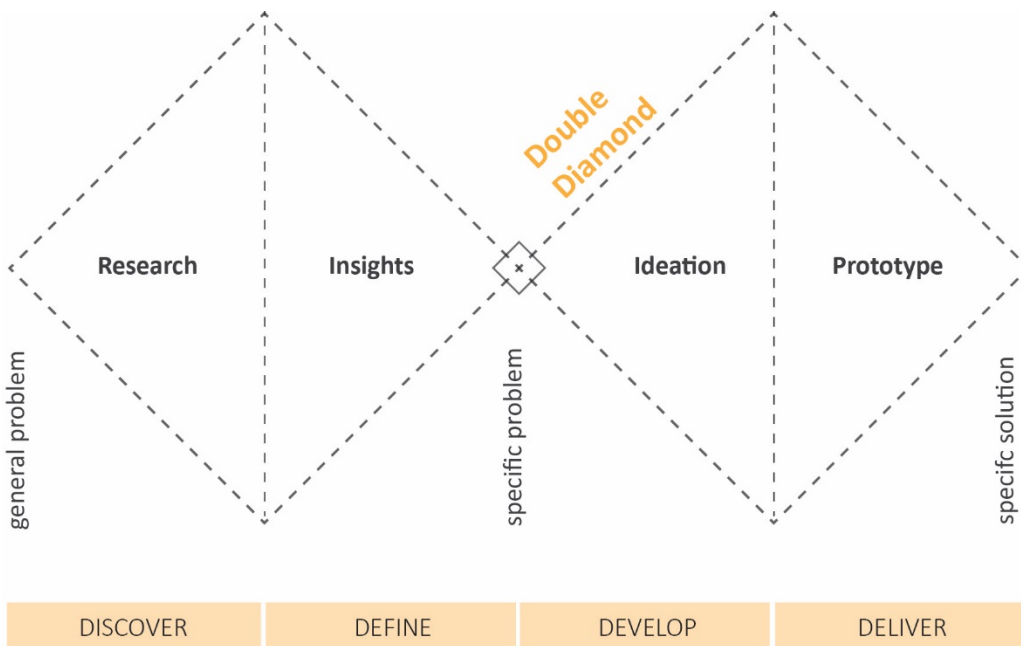 Double
Diamond
Research
Insights
Ideation
Prototype
general problem
specific problem
specifc solution
DISCOVER
DEFINE
DEVELOP
DELIVER